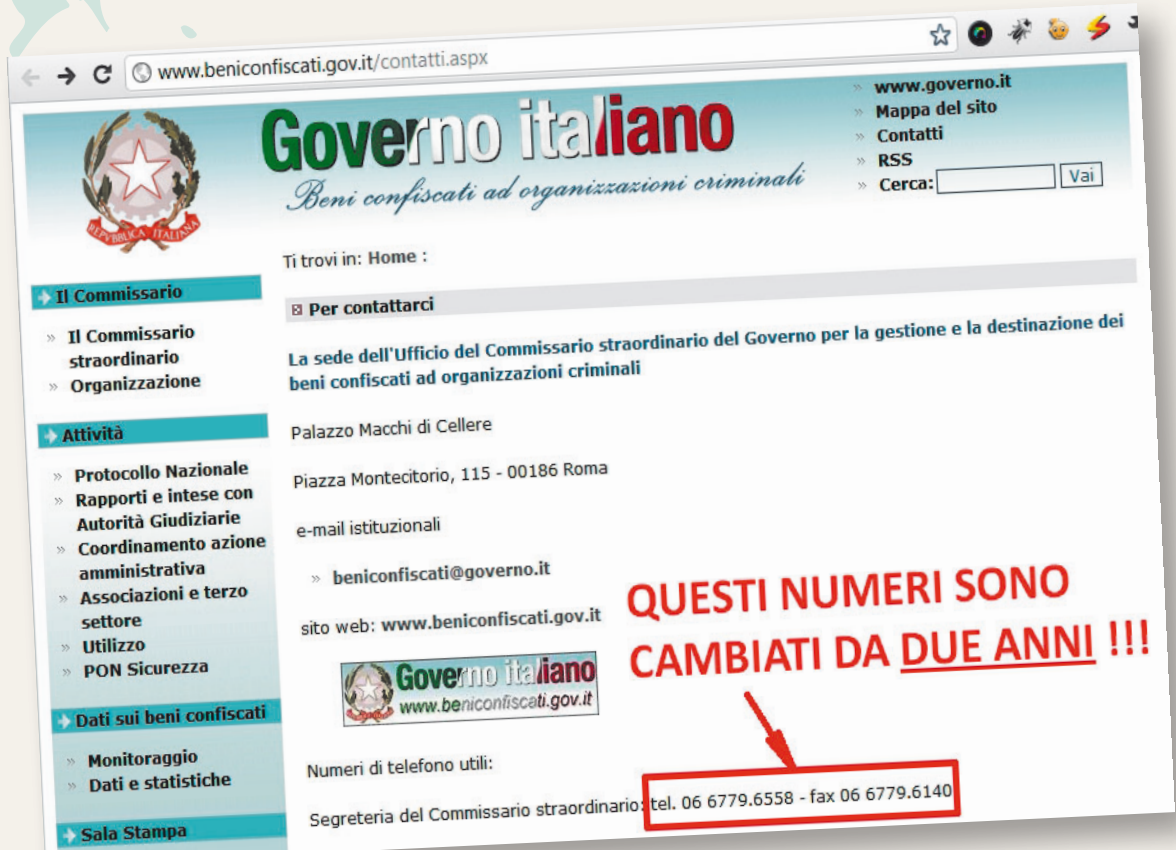 www.beniconfiscati.gov.it/contatti.aspx
Governo italiano
Beni confiscati ad organizzazioni criminali
REPVBBLICA ITALIANA
» www.governo.it
» Mappa del sito
» Contatti
» RSS
» Cerca: Vai
Ti trovi in: Home :
Il Commissario
» Il Commissario
straordinario
» Organizzazione
Attività
» Protocollo Nazionale
» Rapporti e intese con
Autorità Giudiziarie
» Coordinamento azione
amministrativa
» Associazioni e terzo
settore
» Utilizzo
» PON Sicurezza
Dati sui beni confiscati
» Monitoraggio
» Dati e statistiche
Sala Stampa
Per contattarci
La sede dell'Ufficio del Commissario straordinario del Governo per la gestione e la destinazione dei
beni confiscati ad organizzazioni criminali
Palazzo Macchi di Cellere
Piazza Montecitorio, 115 - 00186 Roma
e-mail istituzionali
» beniconfiscati@governo.it
sito web: www.beniconfiscati.gov.it
Governo italiano
www.beniconfiscati.gov.it
QUESTI NUMERI SONO
CAMBIATI DA DUE ANNI !!!
Numeri di telefono utili:
Segreteria del Commissario straordinario: tel. 06 6779.6558 - fax 06 6779.6140